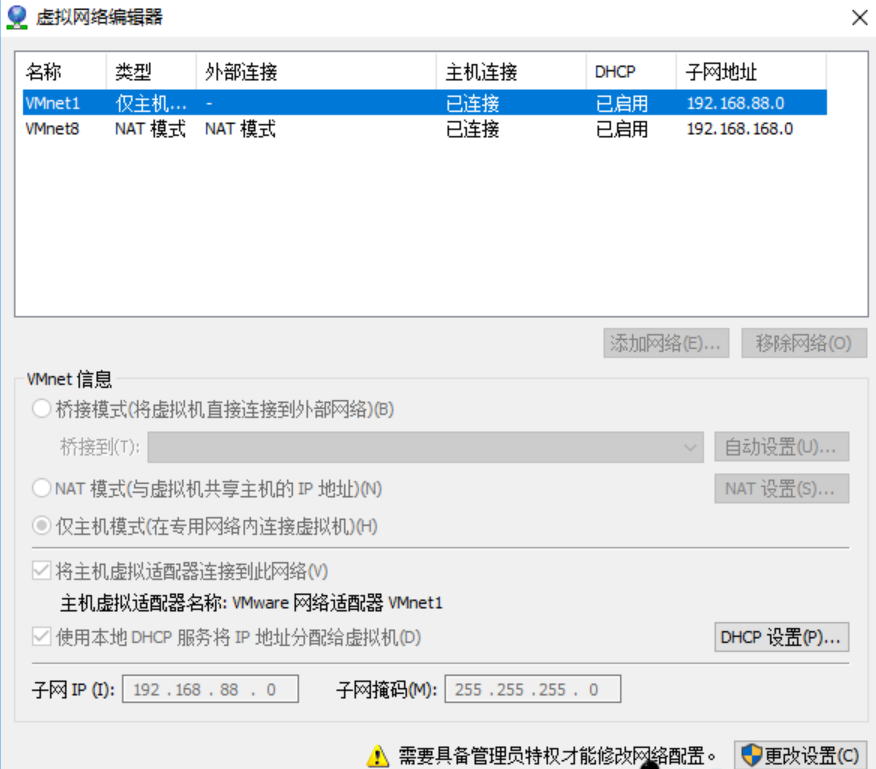 虚拟网络编辑器
名称 类型 外部连接 主机连接 DHCP 子网地址
VMnet1 仅主机... - 已连接 已启用 192.168.88.0
VMnet8 NAT 模式 NAT 模式 已连接 已启用 192.168.168.0
添加网络(E)... 移除网络(O)
VMnet 信息
桥接模式(将虚拟机直接连接到外部网络)(B)
桥接到(T): 自动设置(U)...
NAT 模式(与虚拟机共享主机的 IP 地址)(N) NAT 设置(S)...
仅主机模式(在专用网络内连接虚拟机)(H)
将主机虚拟适配器连接到此网络(V)
主机虚拟适配器名称: VMware 网络适配器 VMnet1
使用本地 DHCP 服务将 IP 地址分配给虚拟机(D) DHCP 设置(P)...
子网 IP (I): 192 . 168 . 88 . 0 子网掩码(M): 255 . 255 . 255 . 0
需要具备管理员特权才能修改网络配置。 更改设置(C)